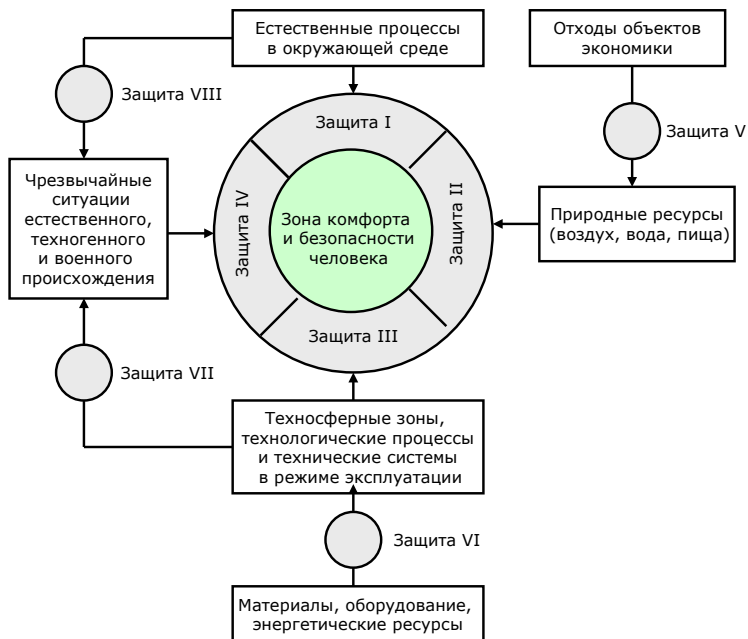 Естественные процессы
в окружающей среде
Отходы объектов
экономики
Защита VIII
Защита I
Защита V
Чрезвычайные
ситуации
естественного,
техногенного
и военного
происхождения
Защита IV
Зона комфорта
и безопасности
человека
Защита II
Природные ресурсы
(воздух, вода, пища)
Защита III
Защита VII
Техносферные зоны,
технологические процессы
и технические системы
в режиме эксплуатации
Защита VI
Материалы, оборудование,
энергетические ресурсы